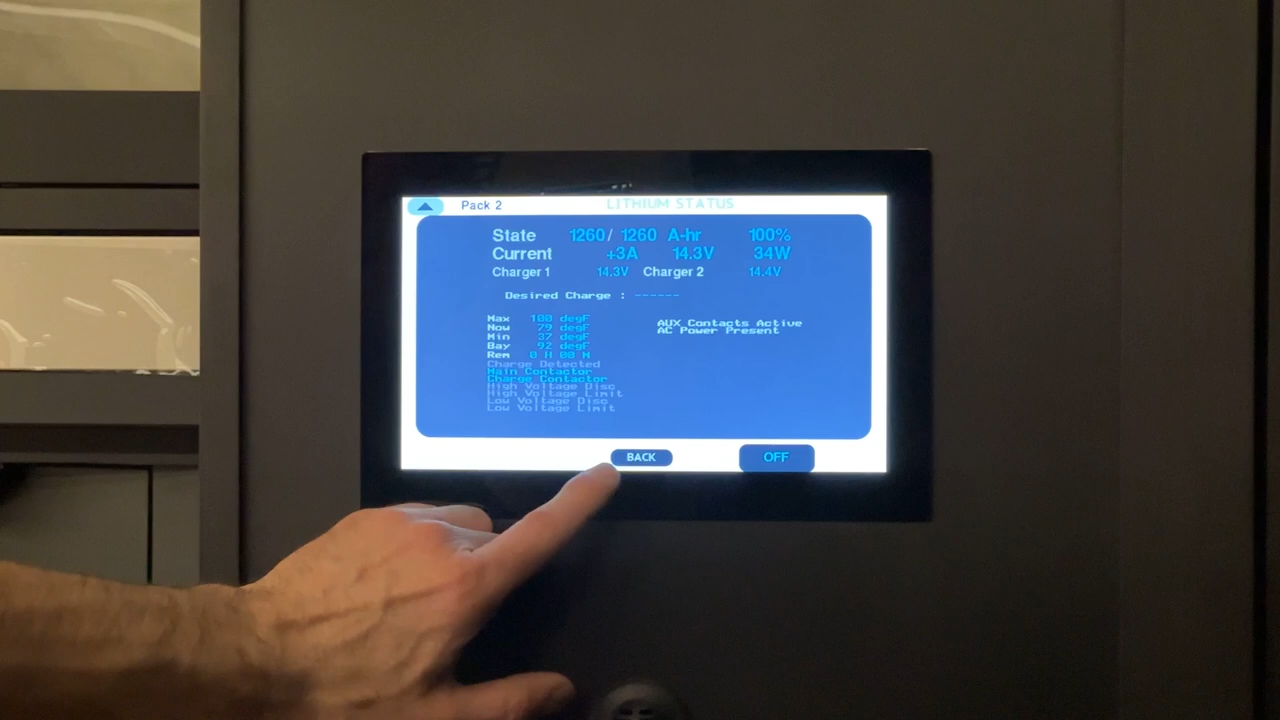 Pack 2 LITHIUM STATUS
State 1260/ 1260 A-hr 100%
Current +3A 14.3V 34W
Charger 1 14.3V Charger 2 14.4V
Desired Charge : ------
Max 100 degF
Now 79 degF
Min 37 degF
Bay 92 degF
Rem 0 H 00 M
Charge Detected
Main Contactor
Charge Contactor
High Voltage Disc
High Voltage Limit
Low Voltage Disc
Low Voltage Limit
AUX Contacts Active
AC Power Present
BACK OFF